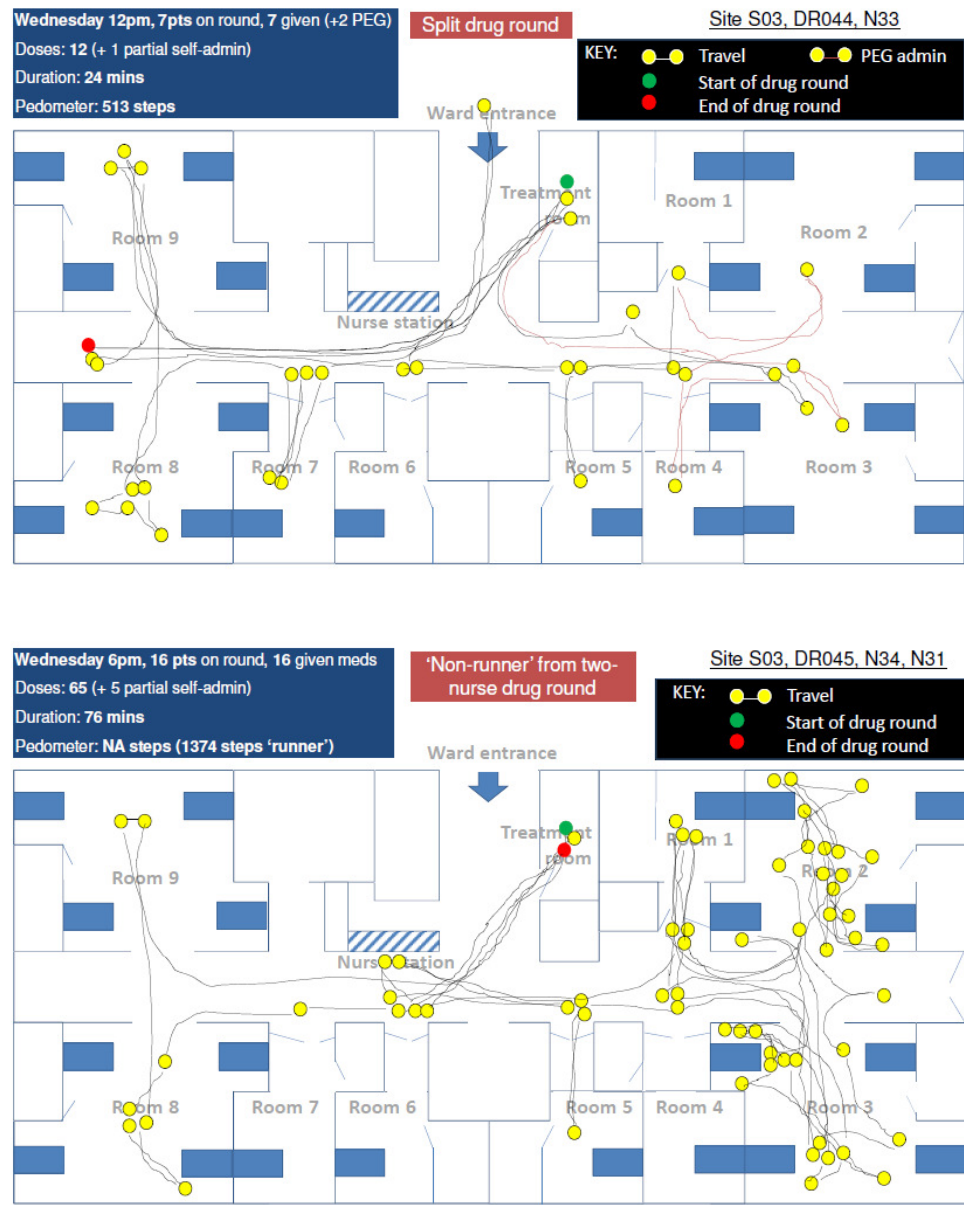 Wednesday 12pm, 7pts on round, 7 given (+2 PEG)
Doses: 12 (+ 1 partial self-admin)
Duration: 24 mins
Pedometer: 513 steps
Split drug round
Site S03, DR044, N33
KEY:
Travel
PEG admin
Start of drug round
End of drug round
Ward entrance
Treatment
room
Room 1
Room 2
Room 9
Nurse station
Room 8
Room 7
Room 6
Room 5
Room 4
Room 3
Wednesday 6pm, 16 pts on round, 16 given meds
Doses: 65 (+ 5 partial self-admin)
Duration: 76 mins
Pedometer: NA steps (1374 steps ‘runner’)
‘Non-runner’ from two-
nurse drug round
Site S03, DR045, N34, N31
KEY:
Travel
Start of drug round
End of drug round
Ward entrance
Treatment
room
Room 1
Room 2
Room 9
Nurse station
Room 8
Room 7
Room 6
Room 5
Room 4
Room 3